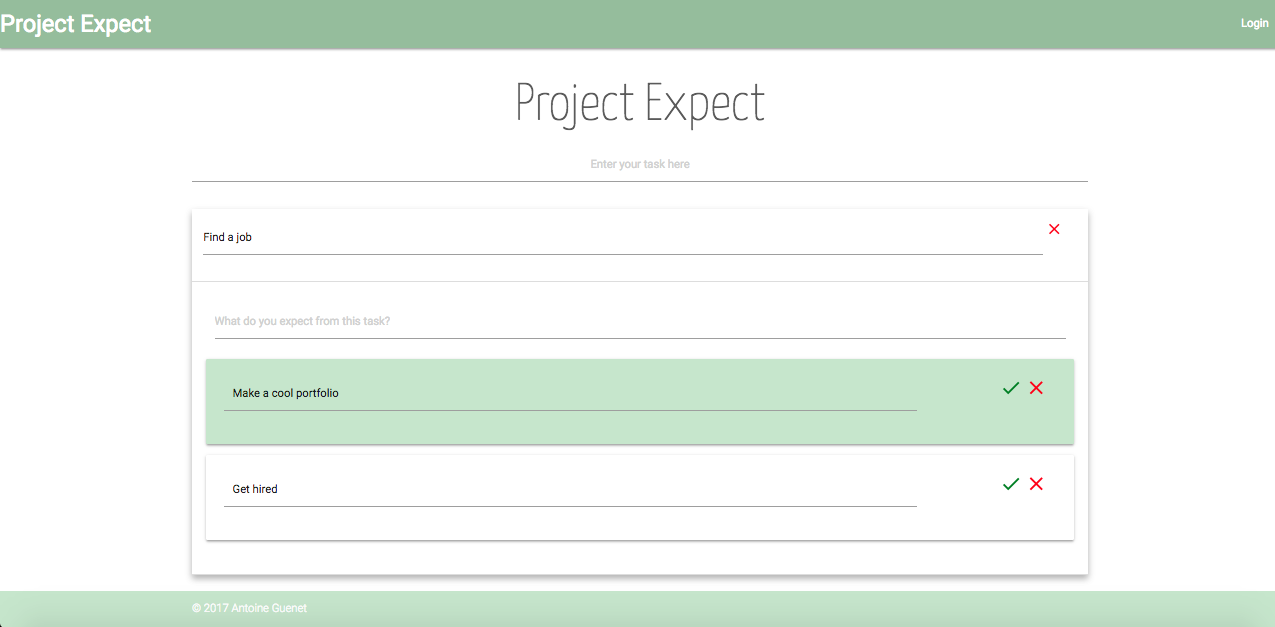 Project Expect
Login
Project Expect
Enter your task here
Find a job
What do you expect from this task?
Make a cool portfolio
Get hired
© 2017 Antoine Guenet